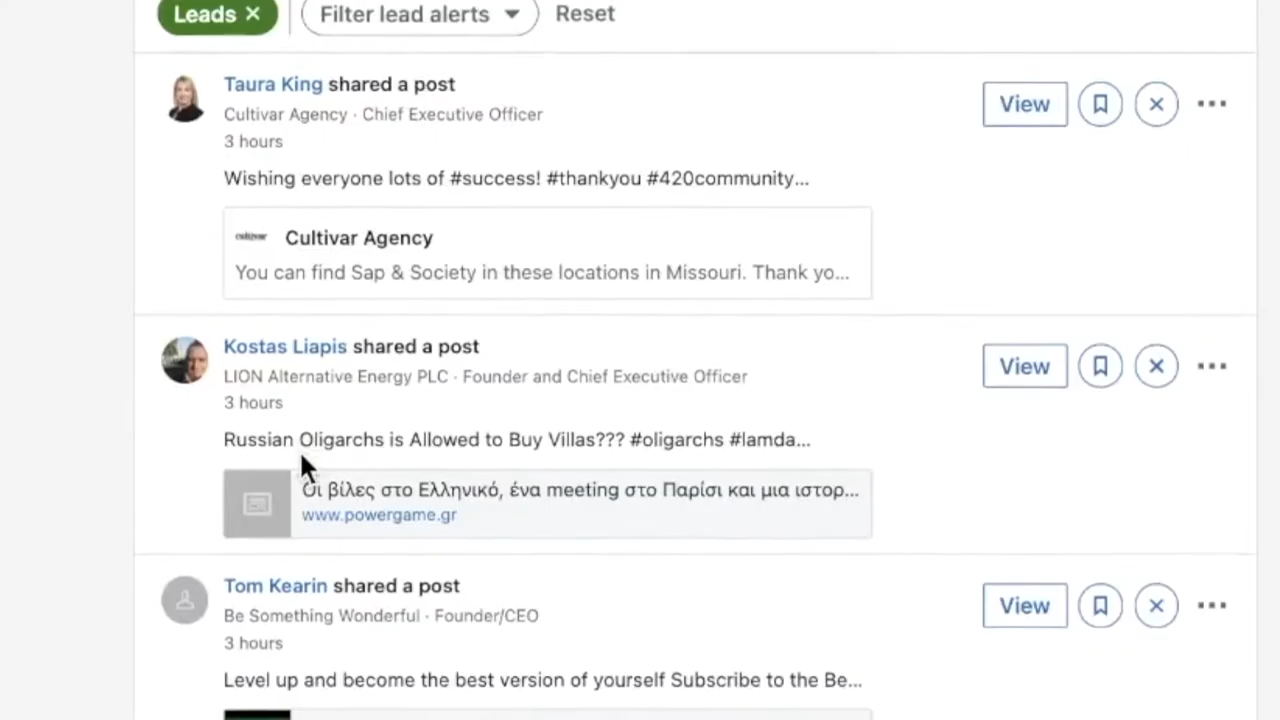 Leads ×
Filter lead alerts
Reset
Taura King shared a post
Cultivar Agency · Chief Executive Officer
3 hours
View
Wishing everyone lots of #success! #thankyou #420community...
cultivar
Cultivar Agency
You can find Sap & Society in these locations in Missouri. Thank yo...
Kostas Liapis shared a post
LION Alternative Energy PLC · Founder and Chief Executive Officer
3 hours
View
Russian Oligarchs is Allowed to Buy Villas??? #oligarchs #lamda...
Οι βίλες στο Ελληνικό, ένα meeting στο Παρίσι και μια ιστορ...
www.powergame.gr
Tom Kearin shared a post
Be Something Wonderful · Founder/CEO
3 hours
View
Level up and become the best version of yourself Subscribe to the Be...